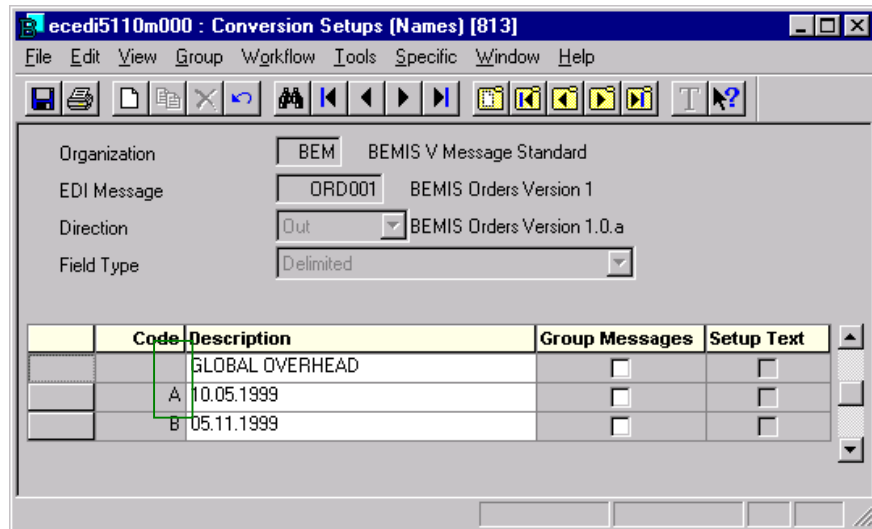 ecedi5110m000 : Conversion Setups (Names) [813]
File Edit View Group Workflow Tools Specific Window Help
Organization BEM BEMIS V Message Standard
EDI Message ORD001 BEMIS Orders Version 1
Direction Out BEMIS Orders Version 1.0.a
Field Type Delimited
Code Description Group Messages Setup Text
GLOBAL OVERHEAD
A 10.05.1999
B 05.11.1999